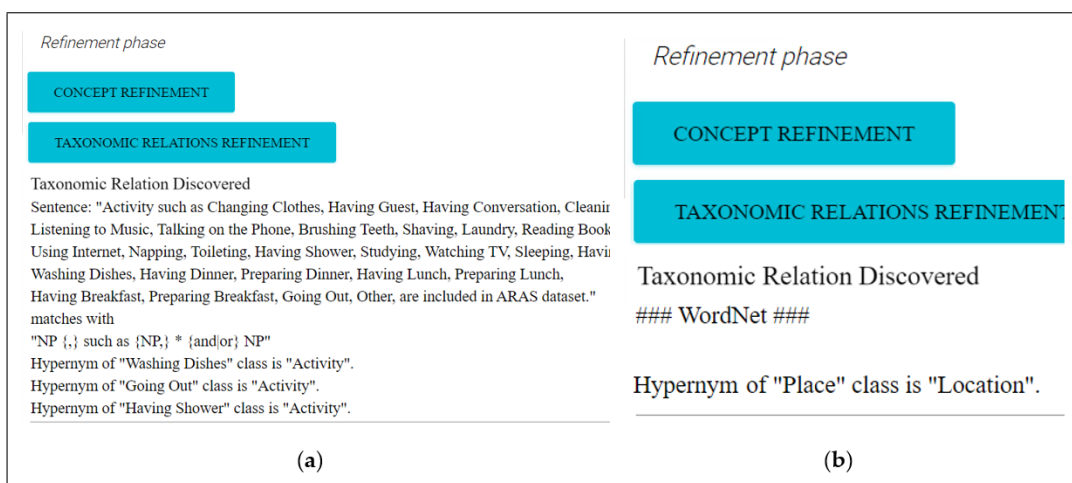 Refinement phase
CONCEPT REFINEMENT
TAXONOMIC RELATIONS REFINEMENT
Taxonomic Relation Discovered
Sentence: "Activity such as Changing Clothes, Having Guest, Having Conversation,
Listening to Music, Talking on the Phone, Brushing Teeth, Shaving, Laundry, Reading Book
Using Internet, Napping, Toileting, Having Shower, Studying, Watching TV, Sleeping,
Washing Dishes, Having Dinner, Preparing Dinner, Having Lunch, Preparing Lunch,
Having Breakfast, Preparing Breakfast, Going Out, Other, are included in ARAS dataset."
matches with
"NP {,} such as {NP,} * {and|or} NP"
Hypernym of "Washing Dishes" class is "Activity".
Hypernym of "Going Out" class is "Activity".
Hypernym of "Having Shower" class is "Activity".
(a)
Refinement phase
CONCEPT REFINEMENT
TAXONOMIC RELATIONS REFINEMENT
Taxonomic Relation Discovered
### WordNet ###
Hypernym of "Place" class is "Location".
(b)